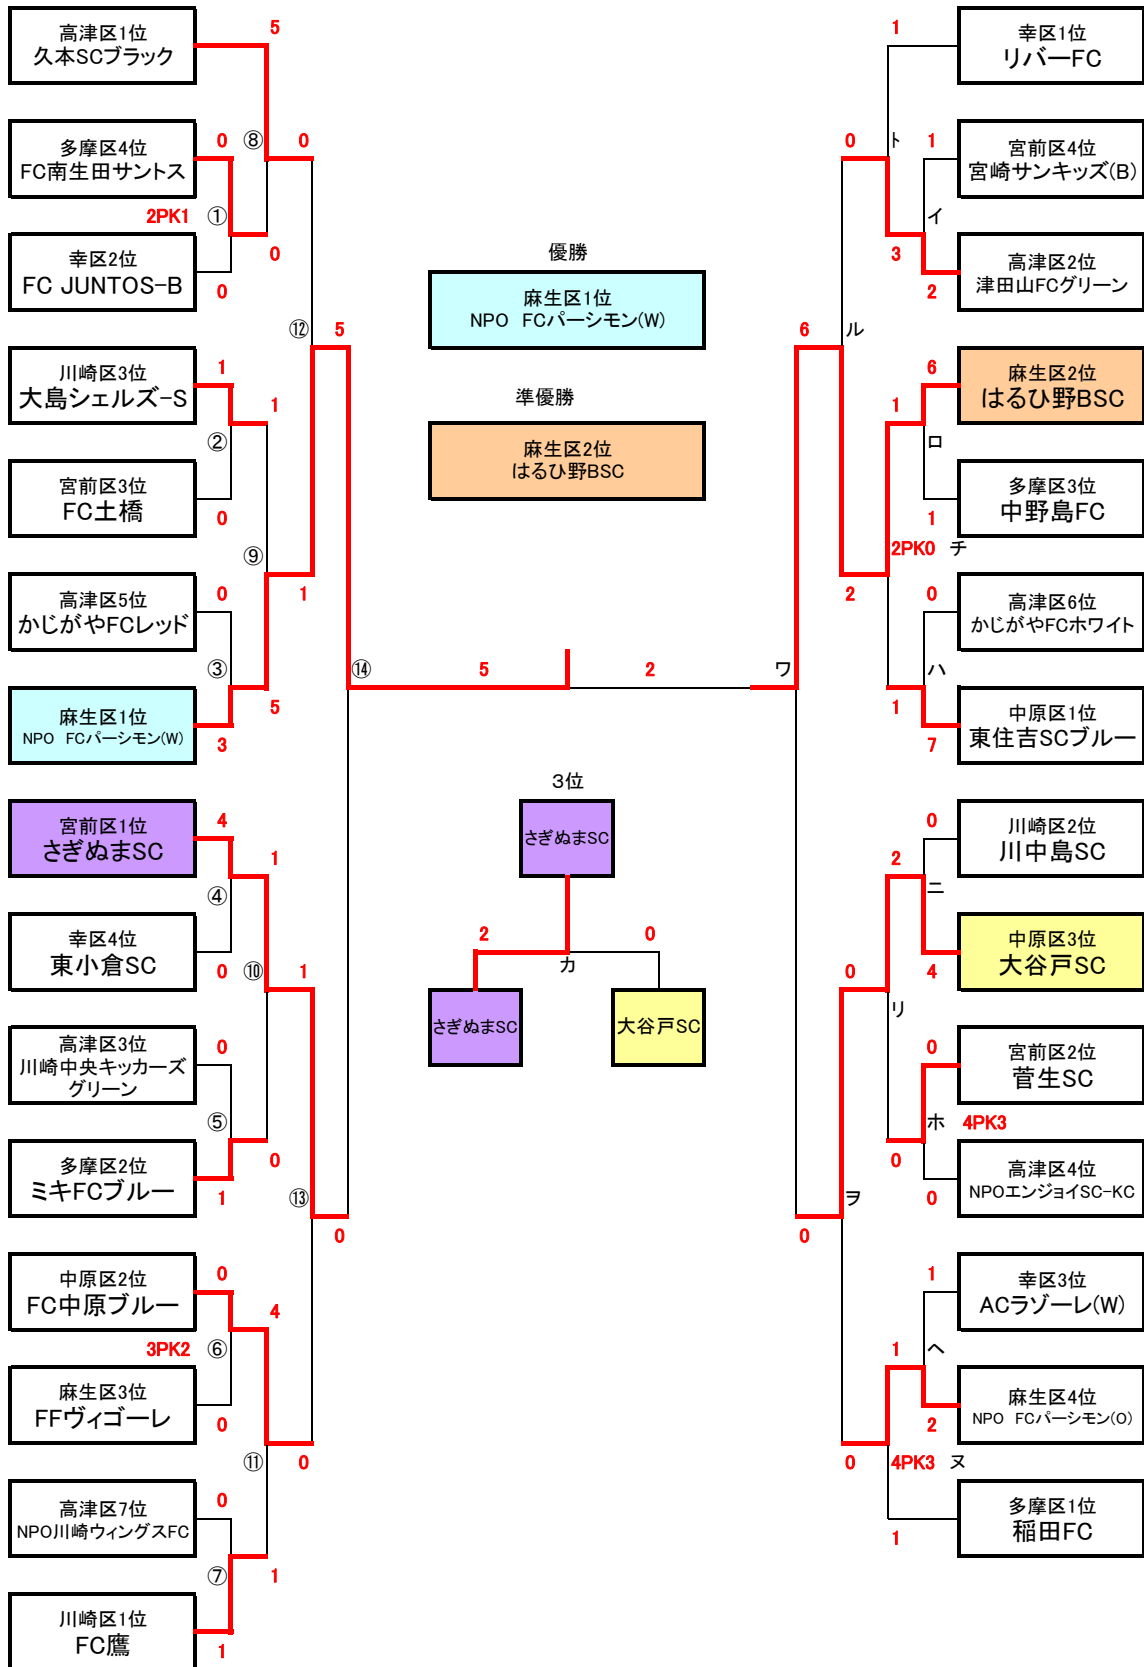 高津区1位
久本SCブラック
5
多摩区4位
FC南生田サントス
0
⑧
0
2PK1
①
幸区2位
FC JUNTOS-B
0
0
川崎区3位
大島シェルズ-S
1
⑫
5
1
②
宮前区3位
FC土橋
0
⑨
高津区5位
かじがやFCレッド
0
1
③
麻生区1位
NPO FCパーシモン(W)
3
5
⑭
宮前区1位
さぎぬまSC
4
1
④
幸区4位
東小倉SC
0
⑩
1
高津区3位
川崎中央キッカーズ
グリーン
0
⑤
多摩区2位
ミキFCブルー
1
0
⑬
0
中原区2位
FC中原ブルー
0
4
3PK2
⑥
麻生区3位
FFヴィゴーレ
0
⑪
0
高津区7位
NPO川崎ウィングスFC
0
⑦
1
川崎区1位
FC鷹
1
優勝
麻生区1位
NPO FCパーシモン(W)
準優勝
麻生区2位
はるひ野BSC
5
2
ワ
3位
さぎぬまSC
2
0
カ
さぎぬまSC
大谷戸SC
1
幸区1位
リバーFC
0
ト
1
宮前区4位
宮崎サンキッズ(B)
イ
3
2
高津区2位
津田山FCグリーン
6
ル
6
麻生区2位
はるひ野BSC
1
ロ
1
多摩区3位
中野島FC
2PK0
チ
2
0
高津区6位
かじがやFCホワイト
ハ
1
7
中原区1位
東住吉SCブルー
0
川崎区2位
川中島SC
2
ニ
4
中原区3位
大谷戸SC
0
リ
0
宮前区2位
菅生SC
ホ
4PK3
0
0
高津区4位
NPOエンジョイSC-KC
ヲ
0
1
幸区3位
ACラゾーレ(W)
1
ヘ
2
麻生区4位
NPO FCパーシモン(O)
0
4PK3
ヌ
1
多摩区1位
稲田FC